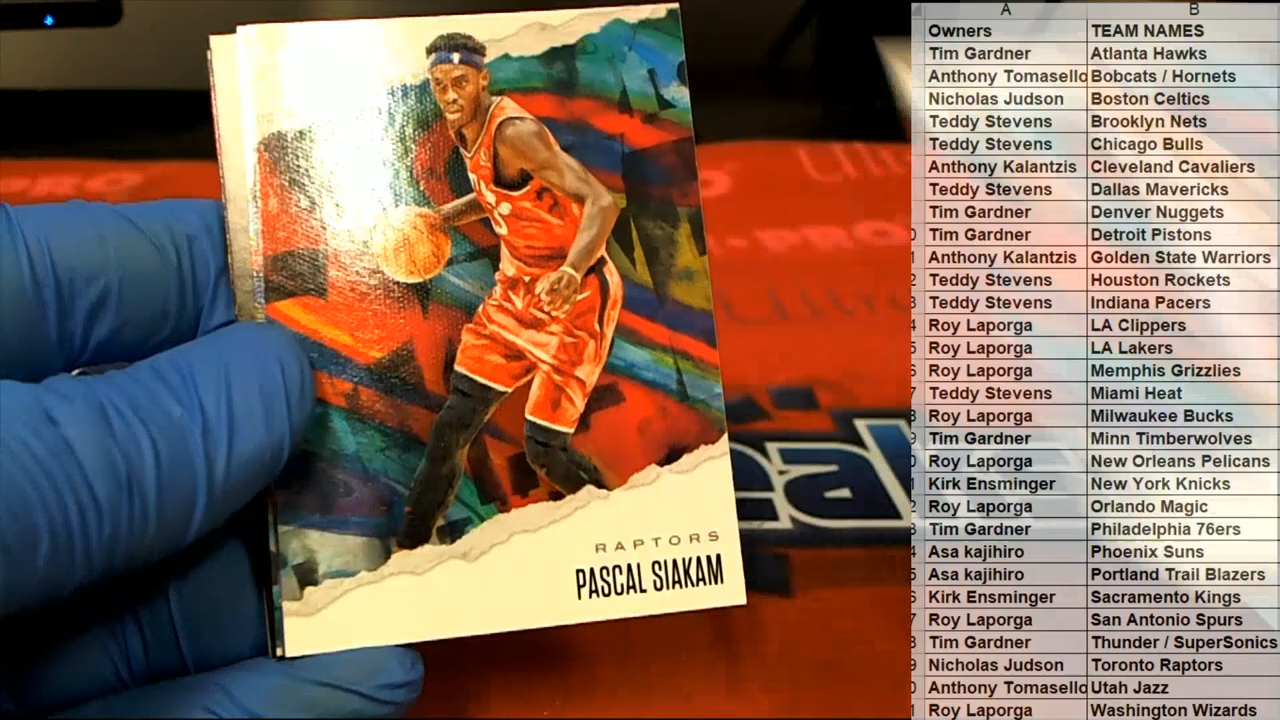 RAPTORS
PASCAL SIAKAM
A B
Owners TEAM NAMES
Tim Gardner Atlanta Hawks
Anthony Tomasello Bobcats / Hornets
Nicholas Judson Boston Celtics
Teddy Stevens Brooklyn Nets
Teddy Stevens Chicago Bulls
Anthony Kalantzis Cleveland Cavaliers
Teddy Stevens Dallas Mavericks
Tim Gardner Denver Nuggets
Tim Gardner Detroit Pistons
Anthony Kalantzis Golden State Warriors
Teddy Stevens Houston Rockets
Teddy Stevens Indiana Pacers
Roy Laporga LA Clippers
Roy Laporga LA Lakers
Roy Laporga Memphis Grizzlies
Teddy Stevens Miami Heat
Roy Laporga Milwaukee Bucks
Tim Gardner Minn Timberwolves
Roy Laporga New Orleans Pelicans
Kirk Ensminger New York Knicks
Roy Laporga Orlando Magic
Tim Gardner Philadelphia 76ers
Asa kajihiro Phoenix Suns
Asa kajihiro Portland Trail Blazers
Kirk Ensminger Sacramento Kings
Roy Laporga San Antonio Spurs
Tim Gardner Thunder / SuperSonics
Nicholas Judson Toronto Raptors
Anthony Tomasello Utah Jazz
Roy Laporga Washington Wizards